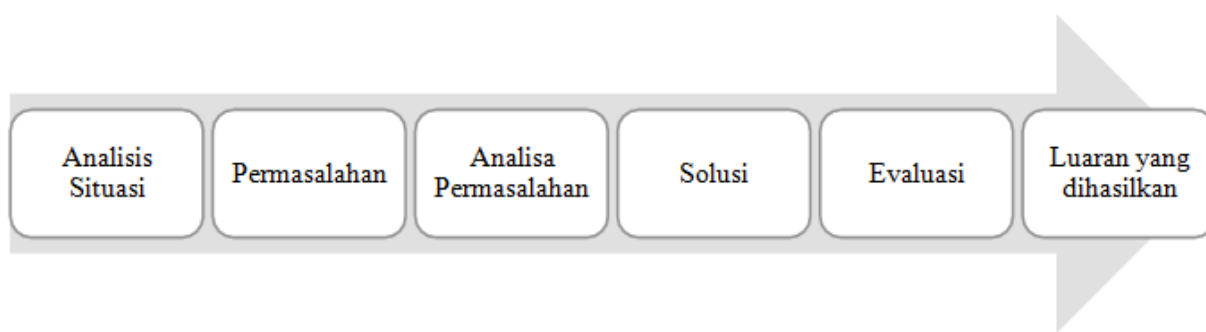 Analisis
Situasi
Permasalahan
Analisa
Permasalahan
Solusi
Evaluasi
Luaran yang
dihasilkan